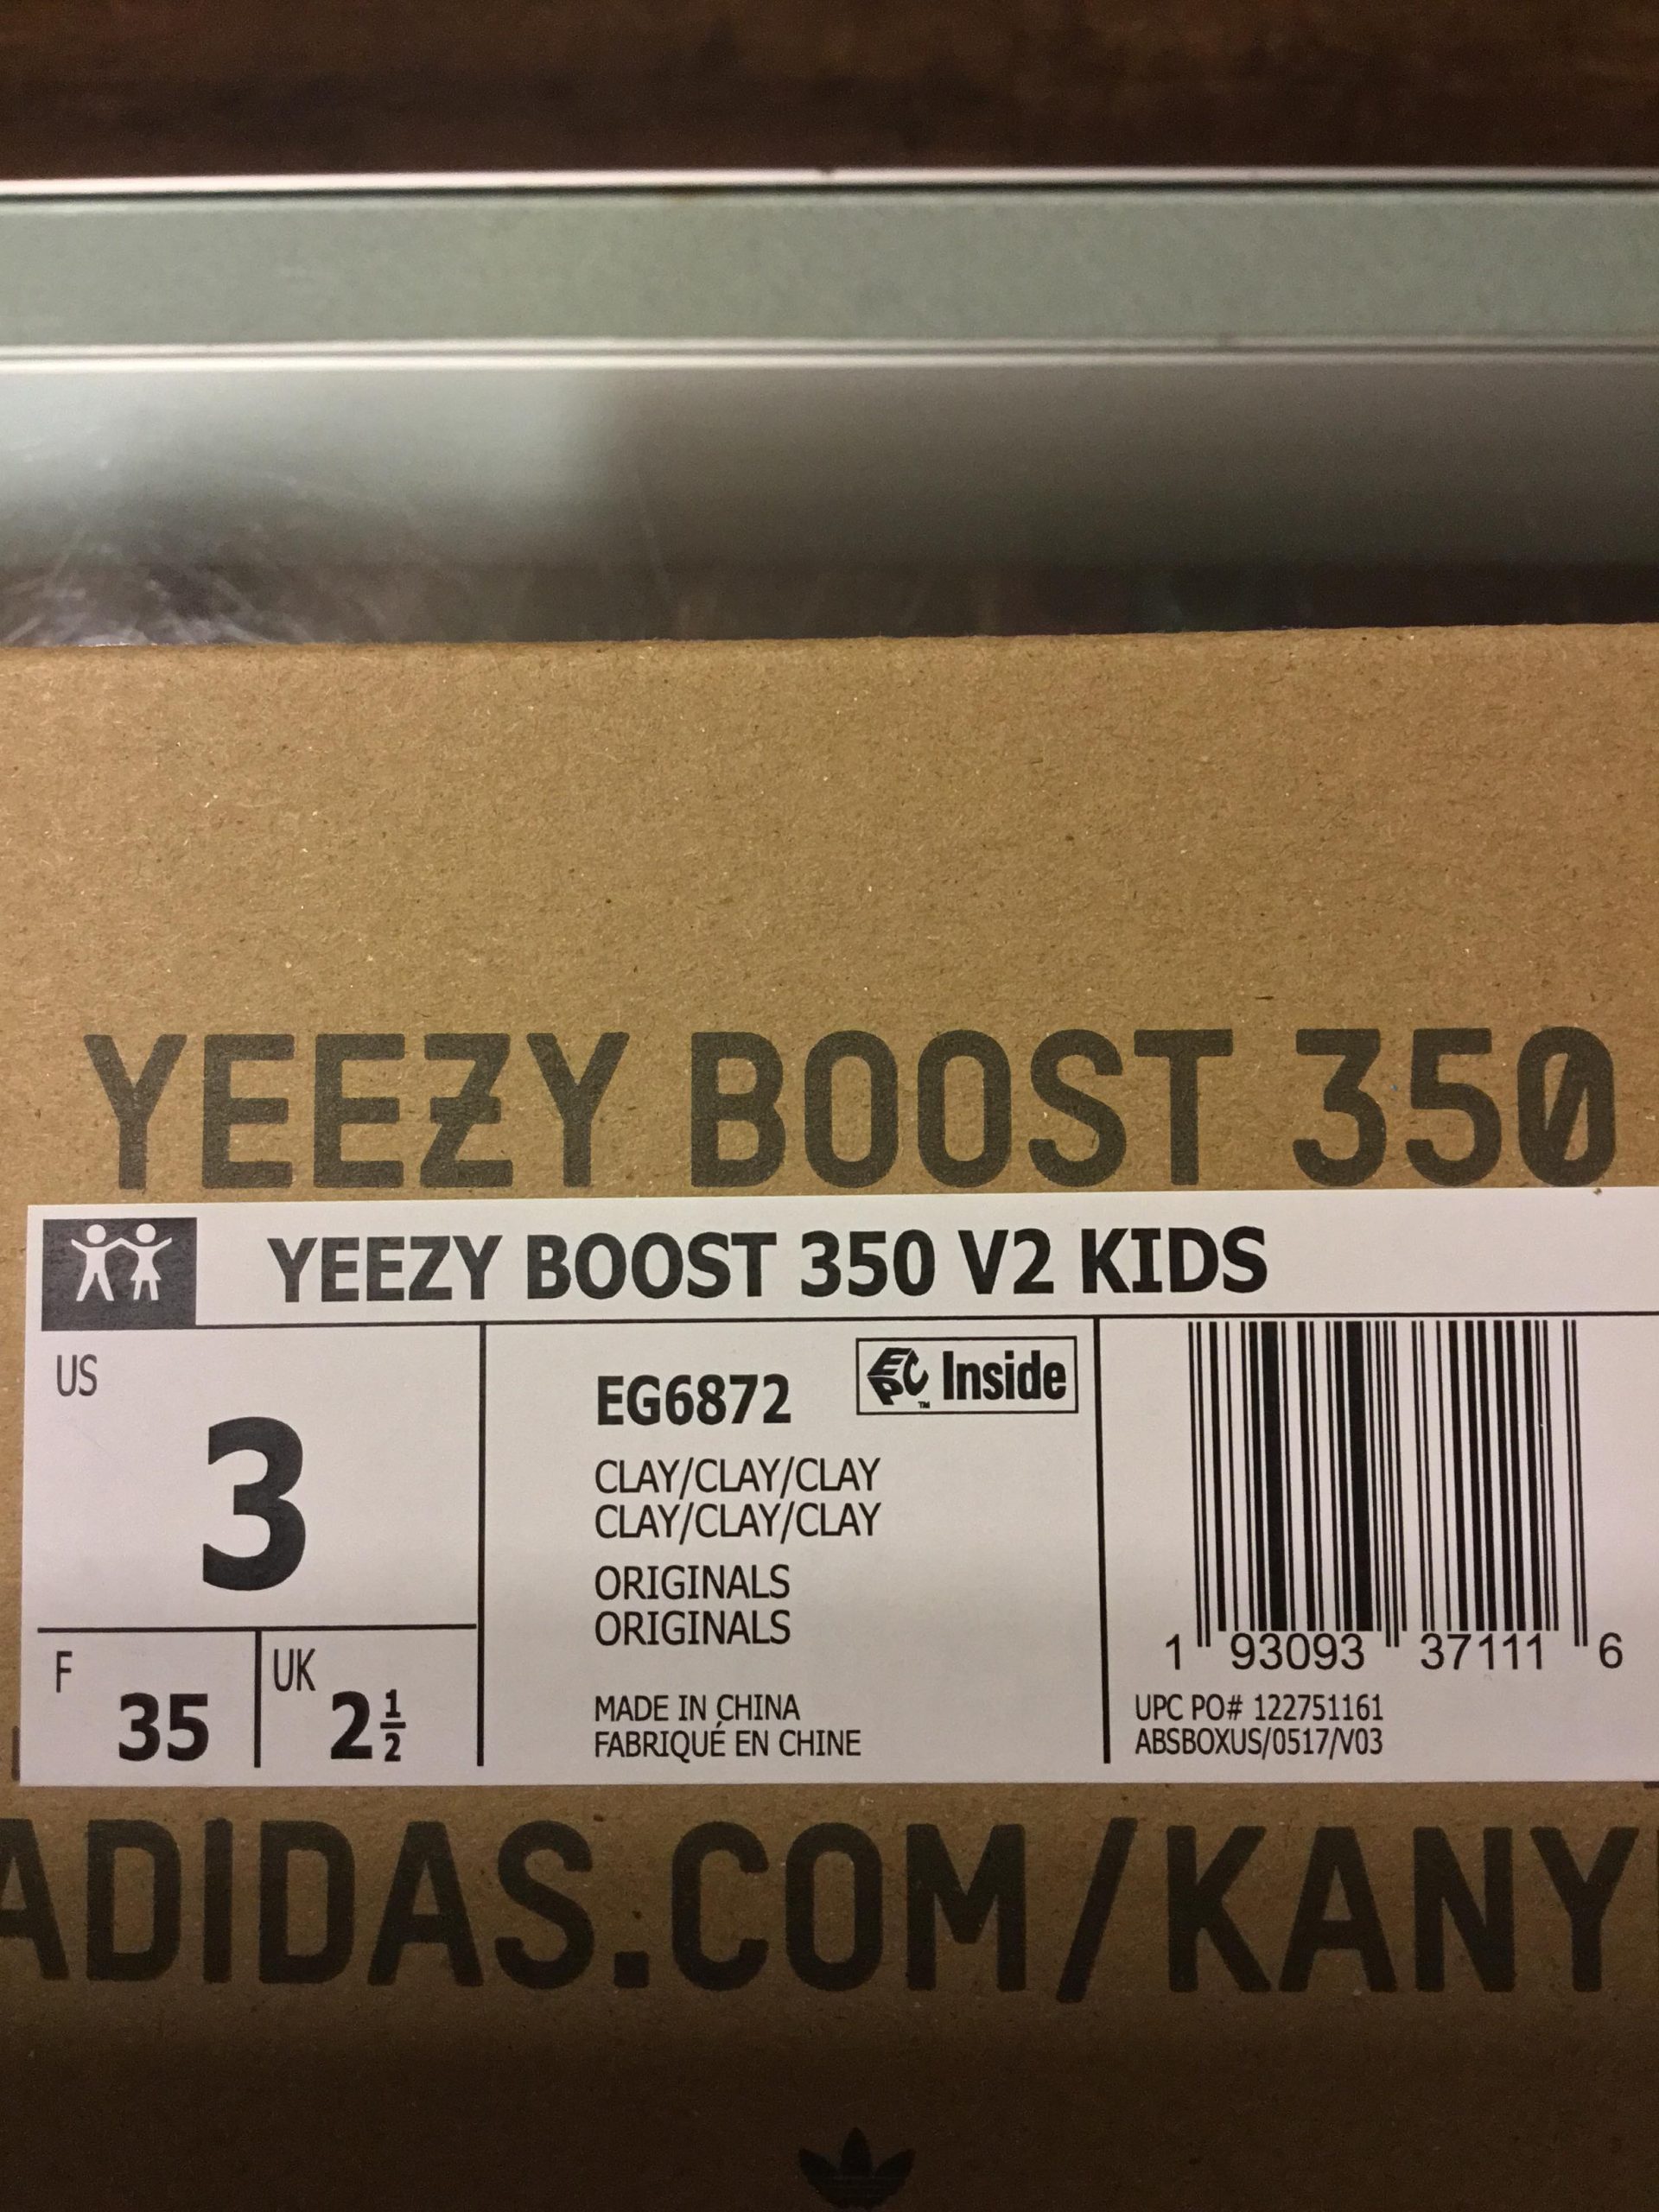 YEEZY BOOST 350
YEEZY BOOST 350 V2 KIDS
US
3
F
35
UK
2½
EG6872
EPC Inside
™
CLAY/CLAY/CLAY
CLAY/CLAY/CLAY
ORIGINALS
ORIGINALS
MADE IN CHINA
FABRIQUÉ EN CHINE
1 93093 37111 6
UPC PO# 122751161
ABSBOXUS/0517/V03
ADIDAS.COM/KANY